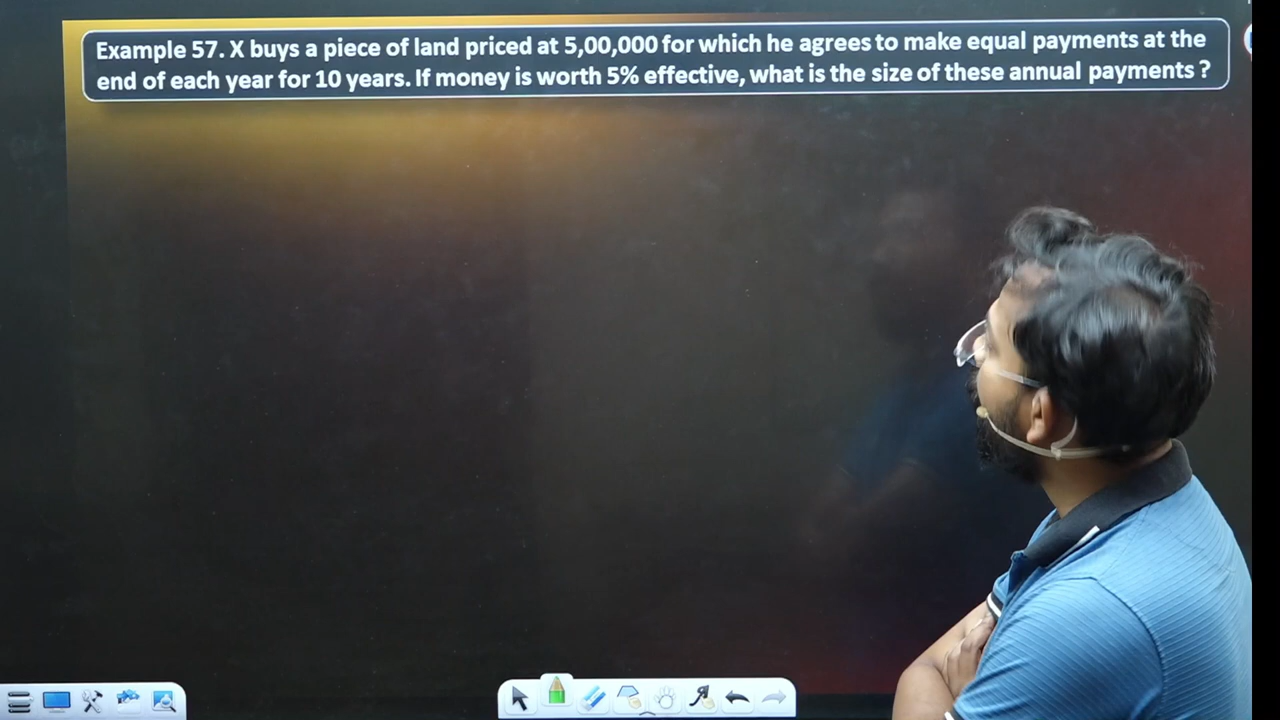 Example 57. X buys a piece of land priced at 5,00,000 for which he agrees to make equal payments at the
end of each year for 10 years. If money is worth 5% effective, what is the size of these annual payments ?